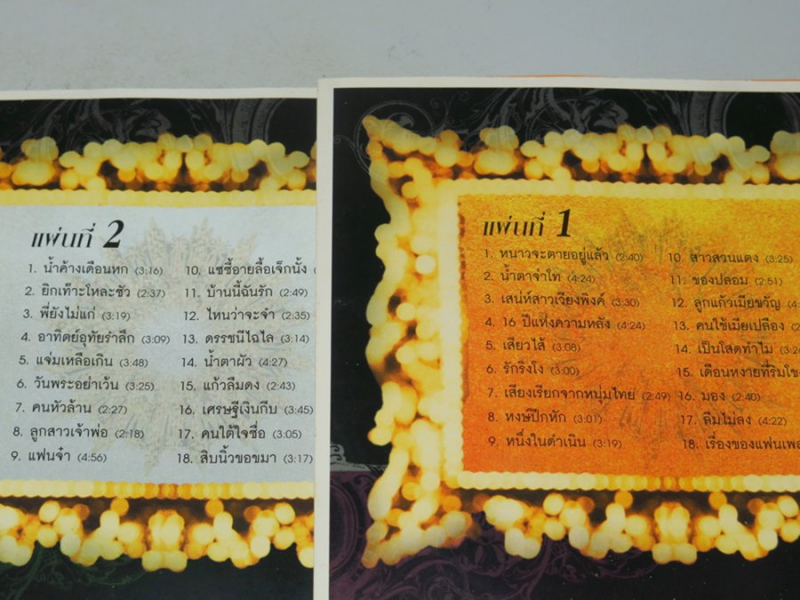 แผ่นที่ 2
1. น้ำค้างเดือนหก (3:16)
2. ยิกเท้าโหละซัว (2:37)
3. พี่ยังไม่แก่ (3:19)
4. อาทิตย์อุทัยรำลึก (3:09)
5. แจ่มเหลือเกิน (3:48)
6. วันพระอย่าเว้น (3:25)
7. คนหัวล้าน (2:27)
8. ลูกสาวเจ้าพ่อ (2:18)
9. แฟนจ๋า (4:56)
10. แซซี้อายลื้อเจ็กนั้ง
11. บ้านนี้ฉันรัก (2:49)
12. ไหนว่าจะจำ (2:35)
13. ดรรชนีไฉไล (3:14)
14. น้ำตาผัว (4:27)
15. แก้วลืมดง (2:43)
16. เศรษฐีเงินกีบ (3:45)
17. คนใต้ใจซื่อ (3:05)
18. สิบนิ้วขอขมา (3:17)
แผ่นที่ 1
1. หนาวจะตายอยู่แล้ว (2:40)
2. น้ำตาจ่าโท (4:24)
3. เสน่ห์สาวเวียงพิงค์ (3:30)
4. 16 ปีแห่งความหลัง (4:24)
5. เสียวไส้ (3:08)
6. รักริงโง (3:00)
7. เสียงเรียกจากหนุ่มไทย (2:49)
8. หงษ์ปีกหัก (3:01)
9. หนึ่งในดำเนิน (3:19)
10. สาวสวนแตง (3:25)
11. ของปลอม (2:51)
12. ลูกแก้วเมียขวัญ
13. คนใช้เมียเปลือง
14. เป็นโสดทำไม
15. เดือนหงายที่ริมโขง
16. มอง (2:40)
17. ลืมไม่ลง (4:22)
18. เรื่องของแฟนเพลง